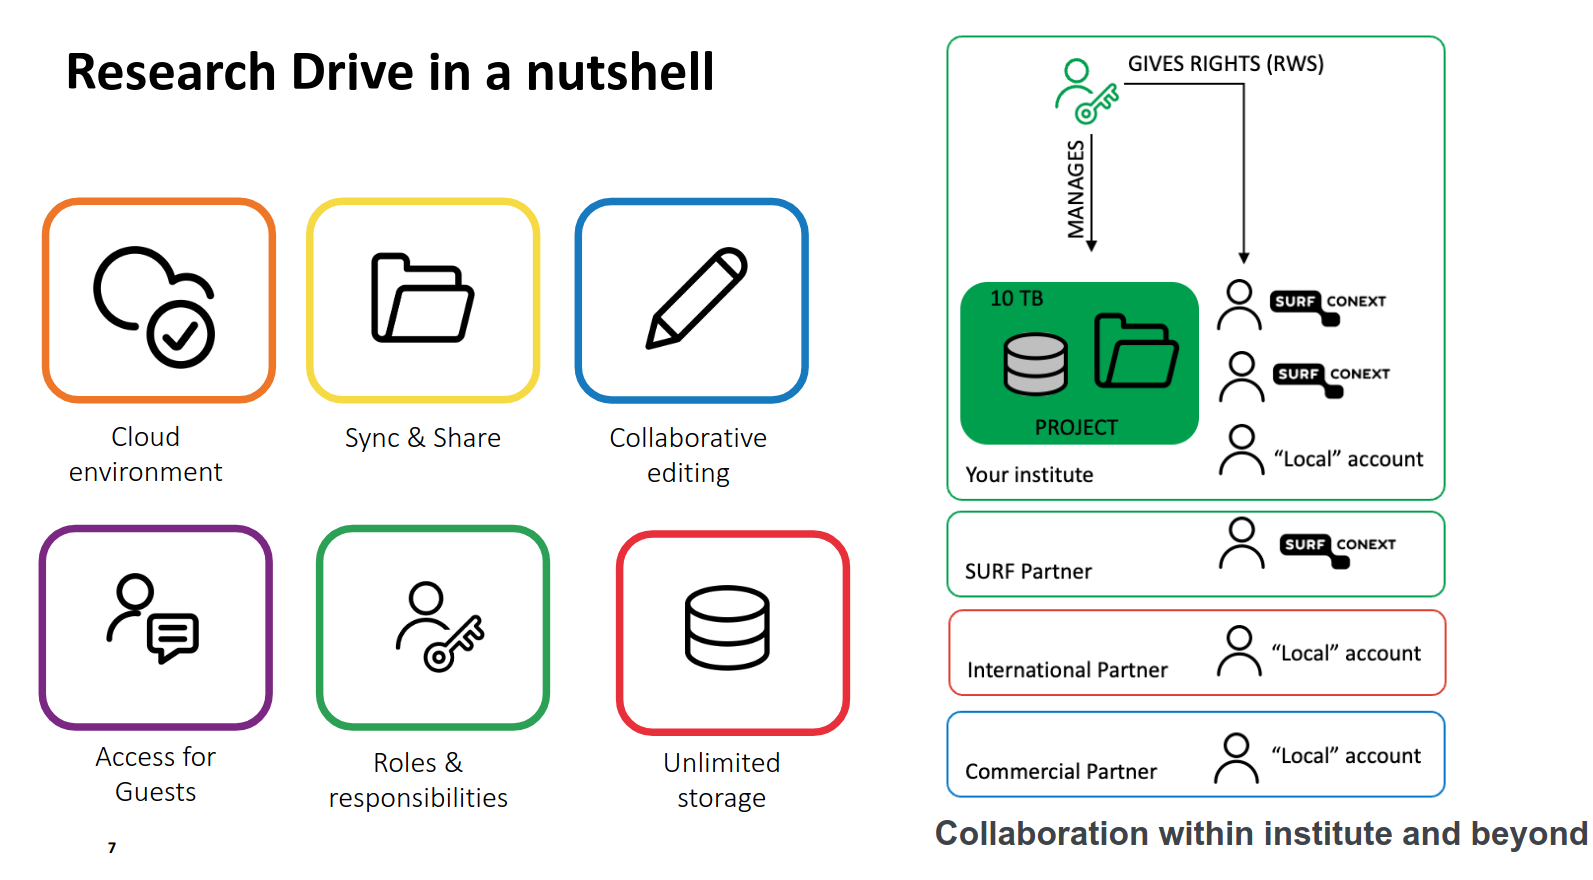 Research Drive in a nutshell
Cloud
environment
Sync & Share
Collaborative
editing
Access for
Guests
Roles &
responsibilities
Unlimited
storage
7
GIVES RIGHTS (RWS)
MANAGES
10 TB
PROJECT
Your institute
SURF CONEXT
SURF CONEXT
“Local” account
SURF Partner
SURF CONEXT
International Partner
“Local” account
Commercial Partner
“Local” account
Collaboration within institute and beyond